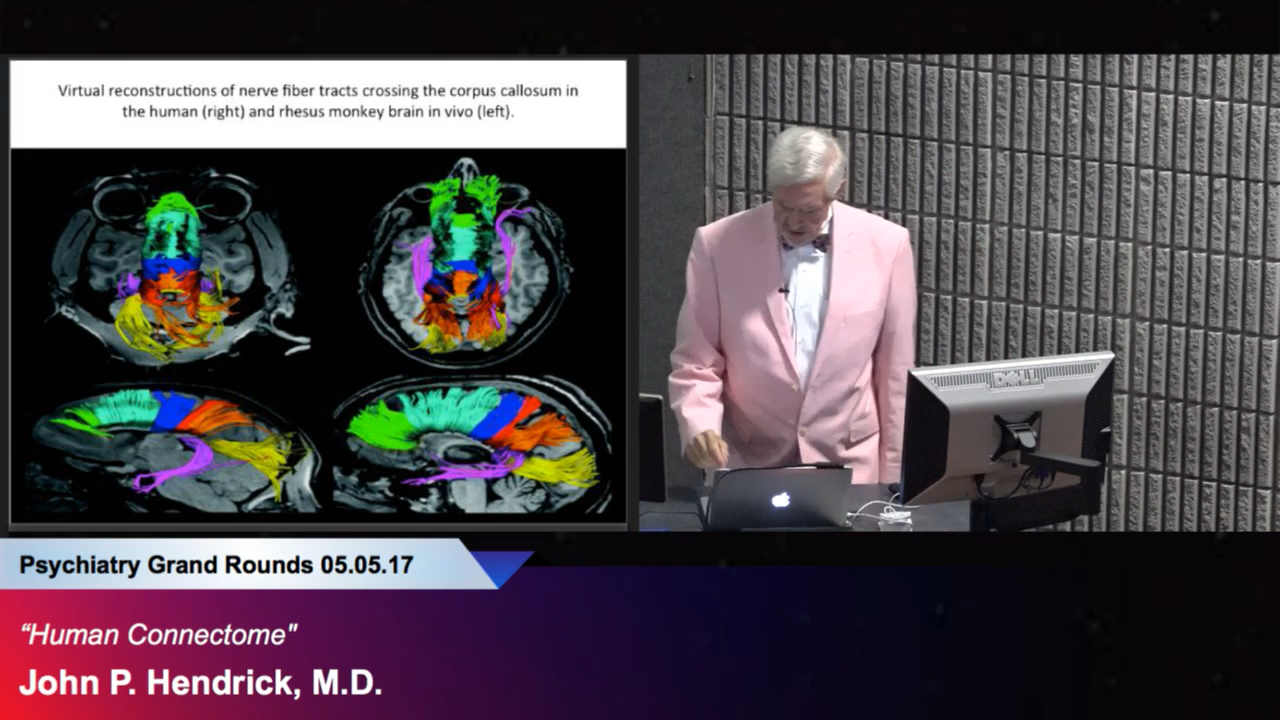 Virtual reconstructions of nerve fiber tracts crossing the corpus callosum in
the human (right) and rhesus monkey brain in vivo (left).
DELL
Psychiatry Grand Rounds 05.05.17
“Human Connectome"
John P. Hendrick, M.D.